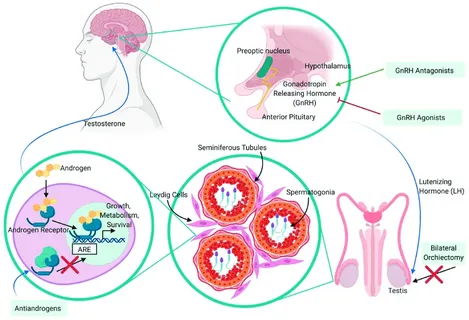 Preoptic nucleus
Hypothalamus
Gonadotropin
Releasing Hormone
(GnRH)
Anterior Pituitary
GnRH Antagonists
GnRH Agonists
Testosterone
Seminiferous Tubules
Leydig Cells
Spermatogonia
Lutenizing
Hormone (LH)
Androgen
Growth,
Metabolism,
Survival
Androgen Receptor
ARE
Antiandrogens
Bilateral
Orchiectomy
Testis